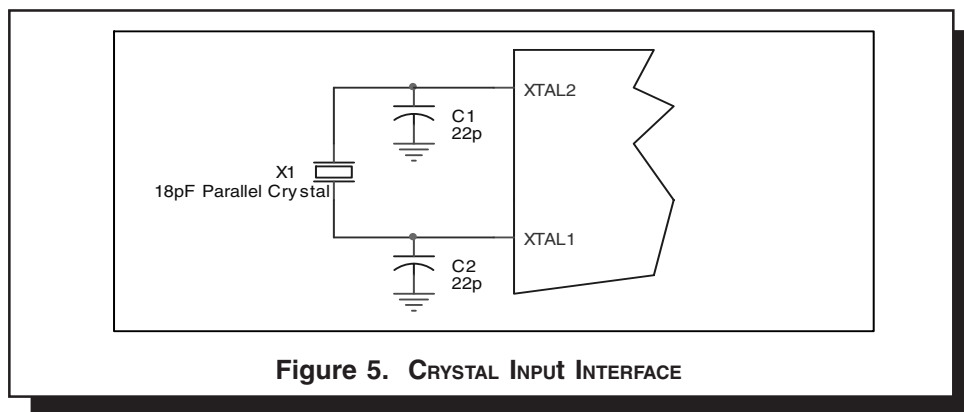 XTAL2
C1
22p
X1
18pF Parallel Crystal
XTAL1
C2
22p
Figure 5. CRYSTAL INPUt INTERFACE